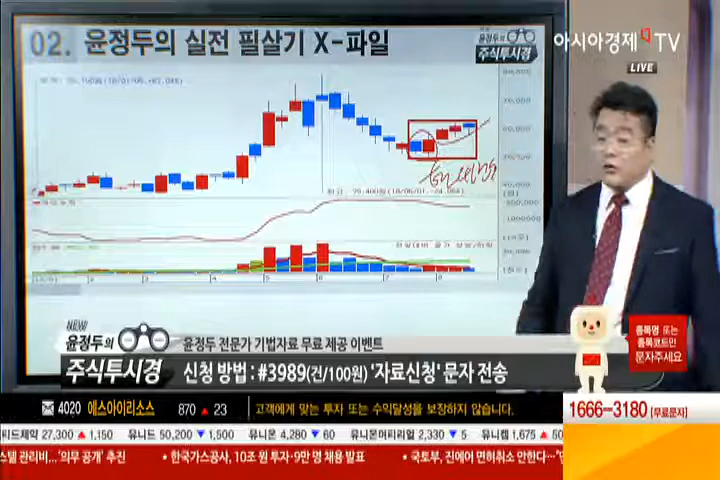 02. 윤정두의 실전 필살기 X-파일
윤정두의
주식투시경
아시아경제 TV
LIVE
NEW
윤정두의
주식투시경
윤정두 전문가 기법자료 무료 제공 이벤트
신청 방법 : #3989(건/100원) '자료신청' 문자 전송
종목명 또는
종목코드만
문자주세요
4020 에스아이리소스 870 ▲ 23
고객에게 맞는 투자 또는 수익달성을 보장하지 않습니다.
1666-3180 [무료문자]
티드제약 27,300 ▲ 1,150 유니드 50,200 ▼ 1,500 유니온 4,280 ▼ 60 유니온머티리얼 2,330 ▼ 5 유니켐 1,675 ▲ 50
스텔 관리비...'의무 공개' 추진 • 한국가스공사, 10조 원 투자·9만 명 채용 발표 • 국토부, 진에어 면허취소 안한다…"